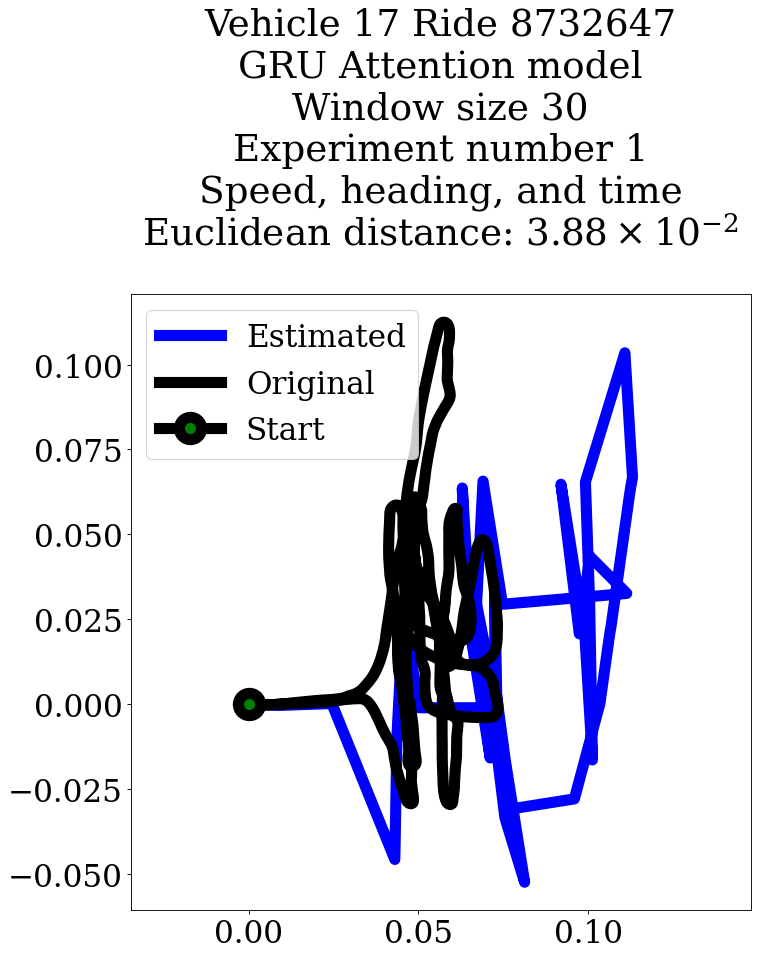 Vehicle 17 Ride 8732647
GRU Attention model
Window size 30
Experiment number 1
Speed, heading, and time
Euclidean distance: 3.88 × 10⁻²
Estimated
Original
Start
0.100
0.075
0.050
0.025
0.000
−0.025
−0.050
0.00 0.05 0.10